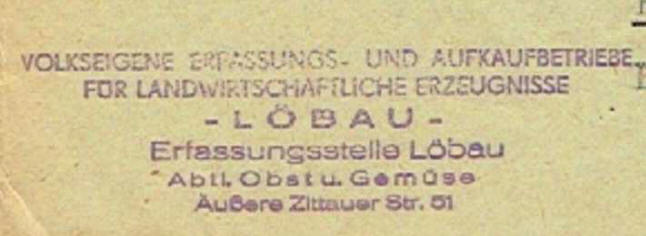 VOLKSEIGENE ERFASSUNGS- UND AUFKAUFBETRIEBE
FÜR LANDWIRTSCHAFTLICHE ERZEUGNISSE
- LÖBAU -
Erfassungsstelle Löbau
Abtl. Obst u. Gemüse
Äußere Zittauer Str. 51